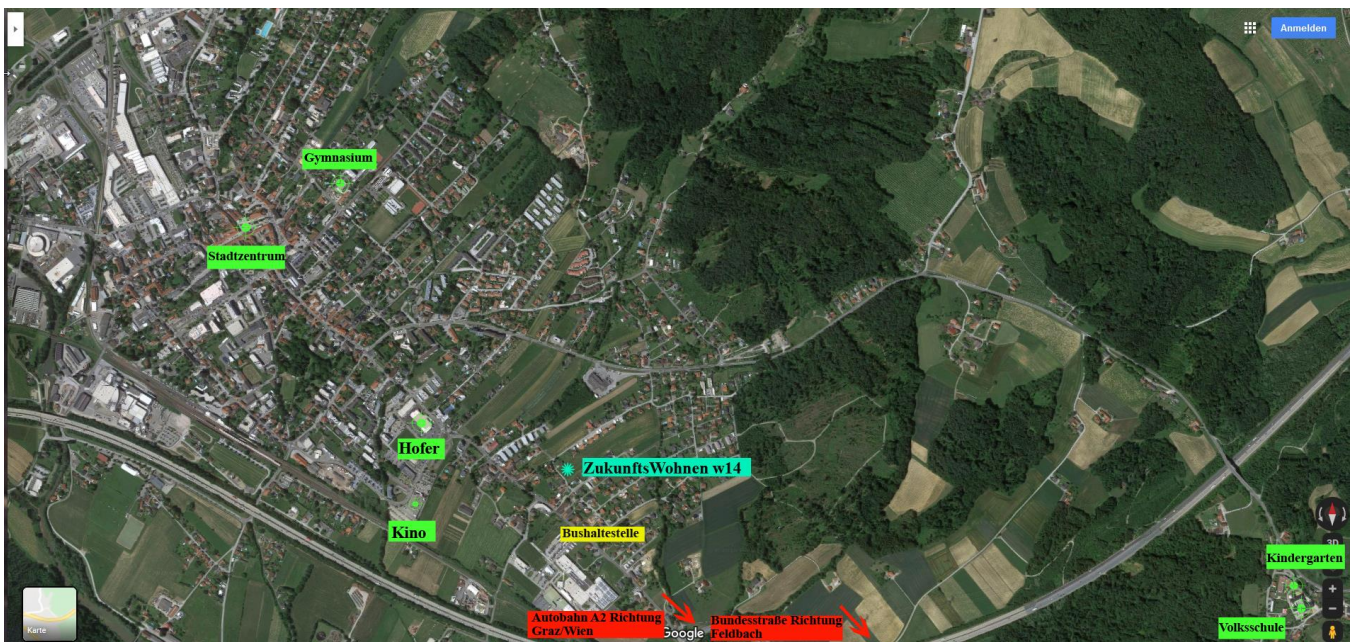 Anmelden
Gymnasium
Stadtzentrum
Hofer
ZukunftsWohnen w14
Kino
Bushaltestelle
3D
Kindergarten
Autobahn A2 Richtung
Graz/Wien
Google
Bundesstraße Richtung
Feldbach
Volksschule
Karte